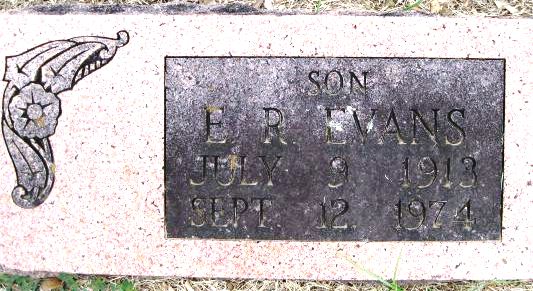 SON
E. R. EVANS
JULY 9 1913
SEPT. 12, 1974